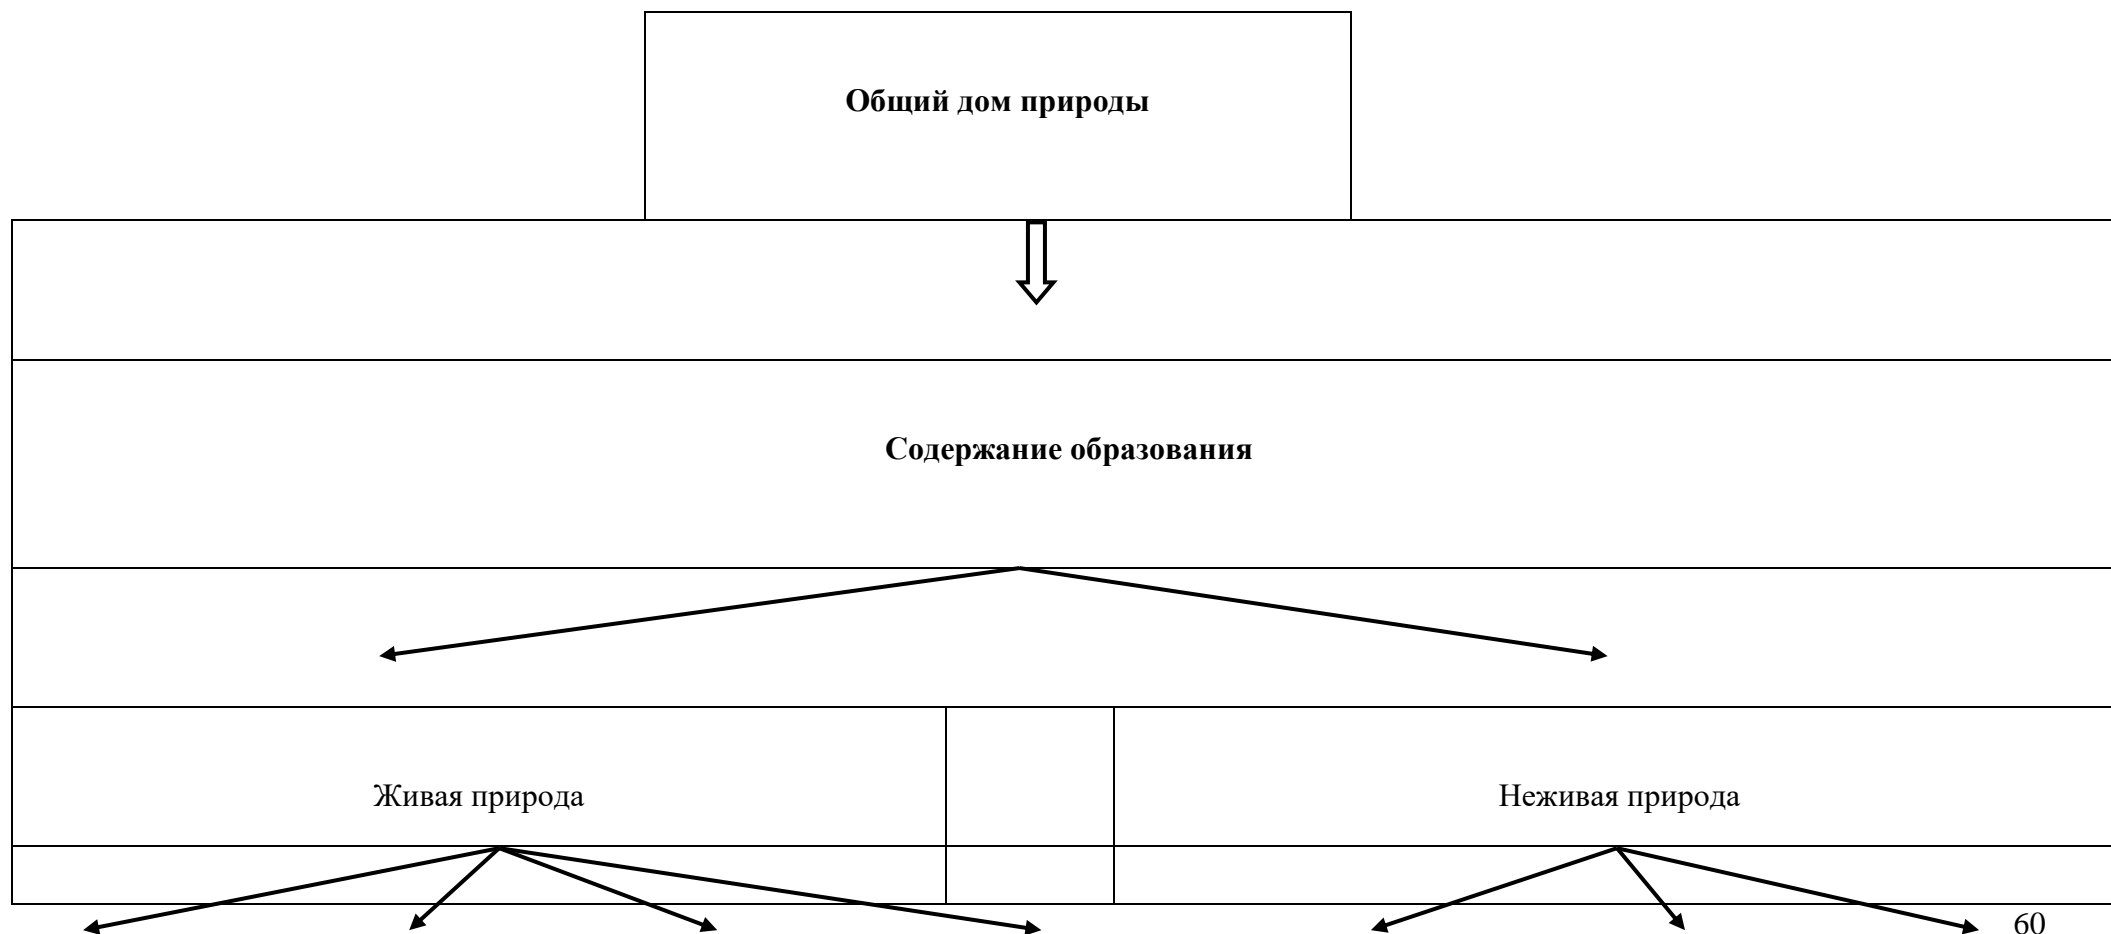 Общий дом природы
Содержание образования
Живая природа
Неживая природа
60